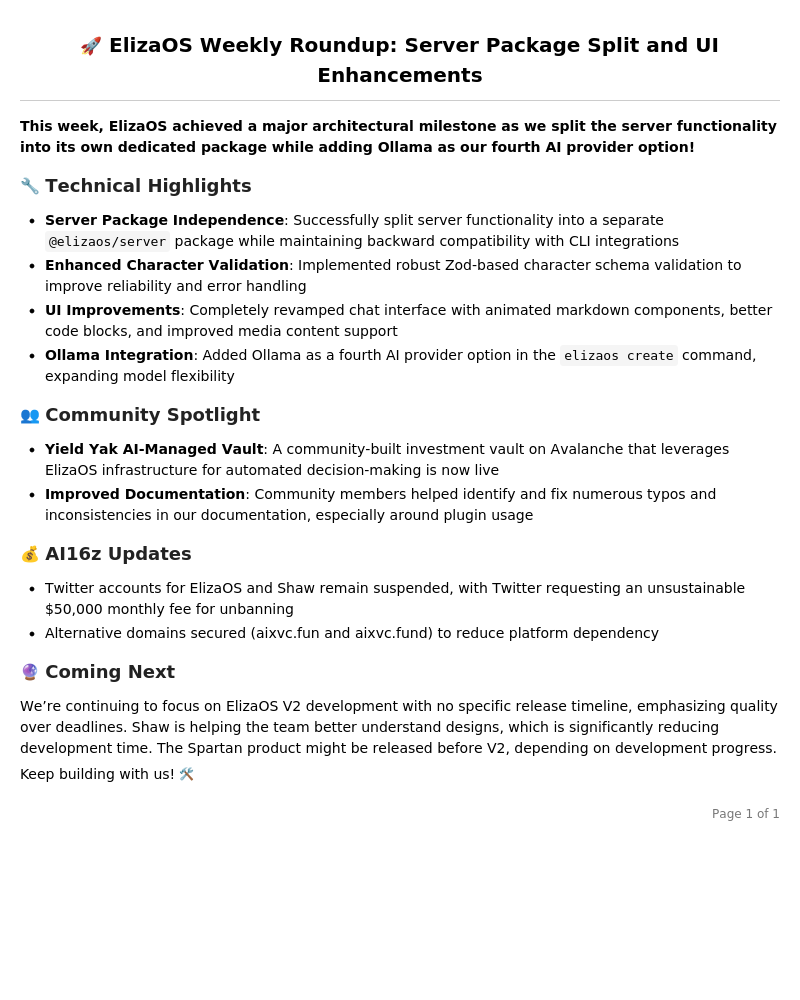 🚀 ElizaOS Weekly Roundup: Server Package Split and UI
Enhancements
This week, ElizaOS achieved a major architectural milestone as we split the server functionality
into its own dedicated package while adding Ollama as our fourth AI provider option!
🔧 Technical Highlights
• Server Package Independence: Successfully split server functionality into a separate
@elizaos/server package while maintaining backward compatibility with CLI integrations
• Enhanced Character Validation: Implemented robust Zod-based character schema validation to
improve reliability and error handling
• UI Improvements: Completely revamped chat interface with animated markdown components, better
code blocks, and improved media content support
• Ollama Integration: Added Ollama as a fourth AI provider option in the elizaos create command,
expanding model flexibility
👥 Community Spotlight
• Yield Yak AI-Managed Vault: A community-built investment vault on Avalanche that leverages
ElizaOS infrastructure for automated decision-making is now live
• Improved Documentation: Community members helped identify and fix numerous typos and
inconsistencies in our documentation, especially around plugin usage
💰 AI16z Updates
• Twitter accounts for ElizaOS and Shaw remain suspended, with Twitter requesting an unsustainable
$50,000 monthly fee for unbanning
• Alternative domains secured (aixvc.fun and aixvc.fund) to reduce platform dependency
🔮 Coming Next
We’re continuing to focus on ElizaOS V2 development with no specific release timeline, emphasizing quality
over deadlines. Shaw is helping the team better understand designs, which is significantly reducing
development time. The Spartan product might be released before V2, depending on development progress.
Keep building with us! 🛠️
Page 1 of 1